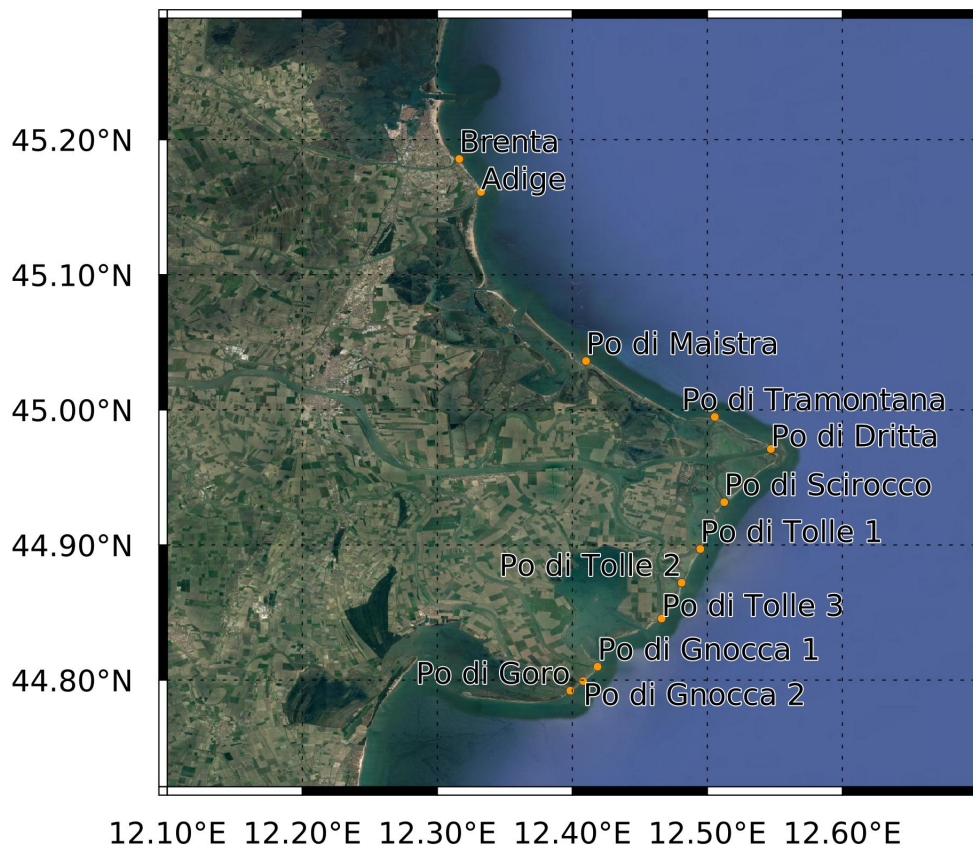 45.20°N
Brenta
Adige
45.10°N
Po di Maistra
45.00°N
Po di Tramontana
Po di Dritta
Po di Scirocco
44.90°N
Po di Tolle 1
Po di Tolle 2
Po di Tolle 3
Po di Gnocca 1
44.80°N
Po di Goro
Po di Gnocca 2
12.10°E 12.20°E 12.30°E 12.40°E 12.50°E 12.60°E